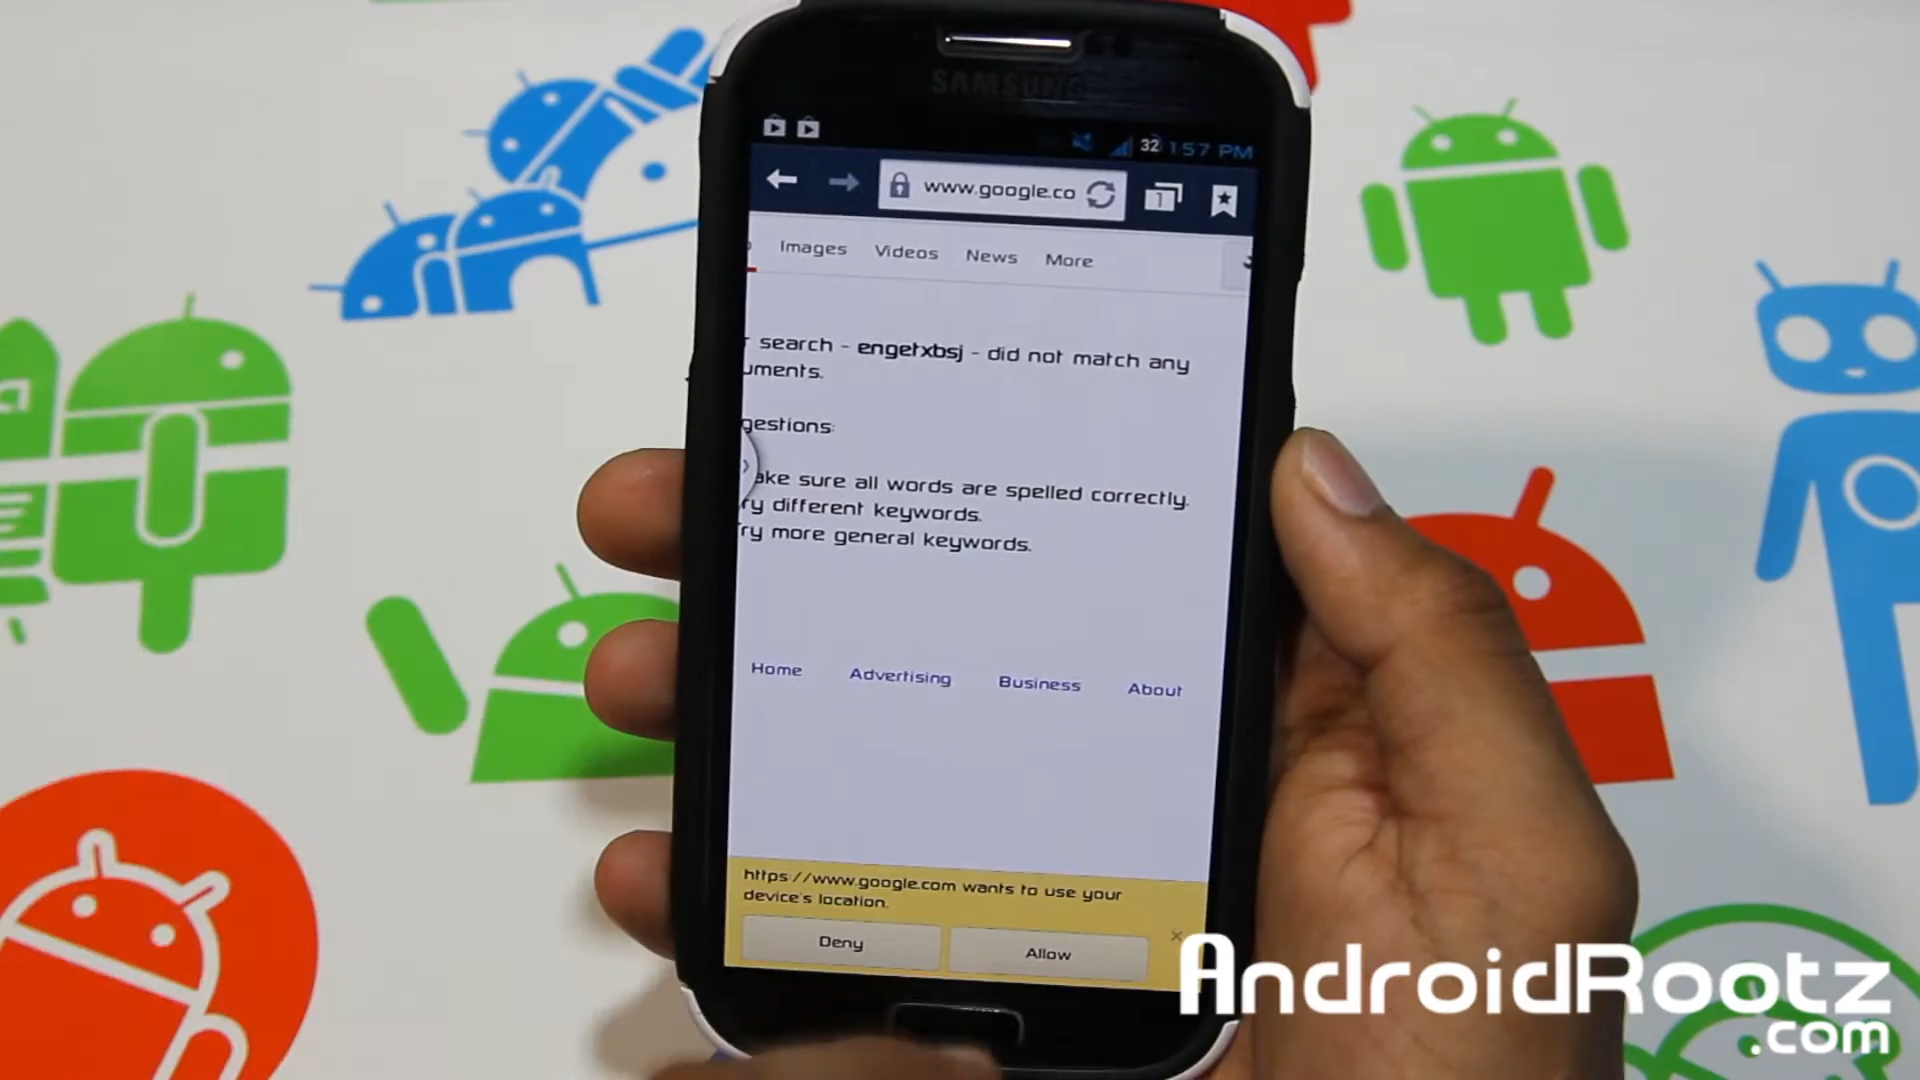 SAMSUNG
32 1:57 PM
www.google.co
1
Images Videos News More
r search - engetxbsj - did not match any
uments.
gestions:
ake sure all words are spelled correctly.
ry different keywords.
Try more general keywords.
Home Advertising Business About
https://www.google.com wants to use your
device's location.
Deny Allow
AndroidRootz
.com